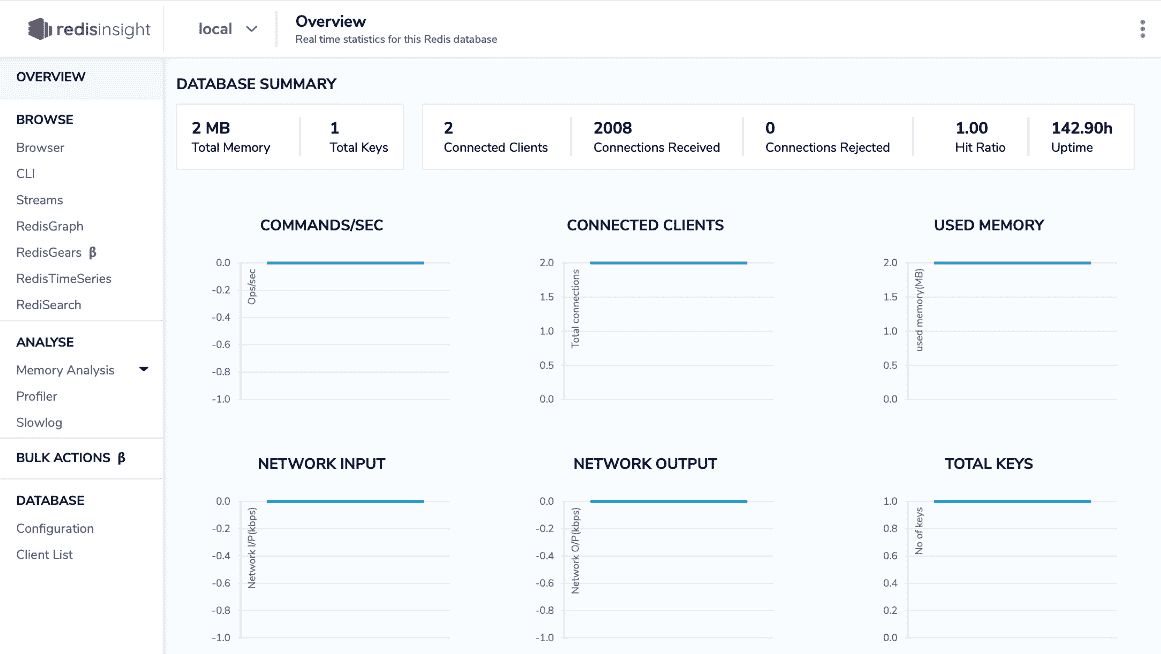 redisinsight
local
Overview
Real time statistics for this Redis database
OVERVIEW
BROWSE
Browser
CLI
Streams
RedisGraph
RedisGears β
RedisTimeSeries
RediSearch
ANALYSE
Memory Analysis
Profiler
Slowlog
BULK ACTIONS β
DATABASE
Configuration
Client List
DATABASE SUMMARY
2 MB
Total Memory
1
Total Keys
2
Connected Clients
2008
Connections Received
0
Connections Rejected
1.00
Hit Ratio
142.90h
Uptime
COMMANDS/SEC
0.0
-0.2
-0.4
-0.6
-0.8
-1.0
Ops/sec
CONNECTED CLIENTS
2.0
1.5
1.0
0.5
0.0
Total connections
USED MEMORY
2.0
1.5
1.0
0.5
0.0
used memory(MB)
NETWORK INPUT
0.0
-0.2
-0.4
-0.6
-0.8
-1.0
Network I/P(kbps)
NETWORK OUTPUT
0.0
-0.2
-0.4
-0.6
-0.8
-1.0
Network O/P(kbps)
TOTAL KEYS
1.0
0.8
0.6
0.4
0.2
0.0
No of keys